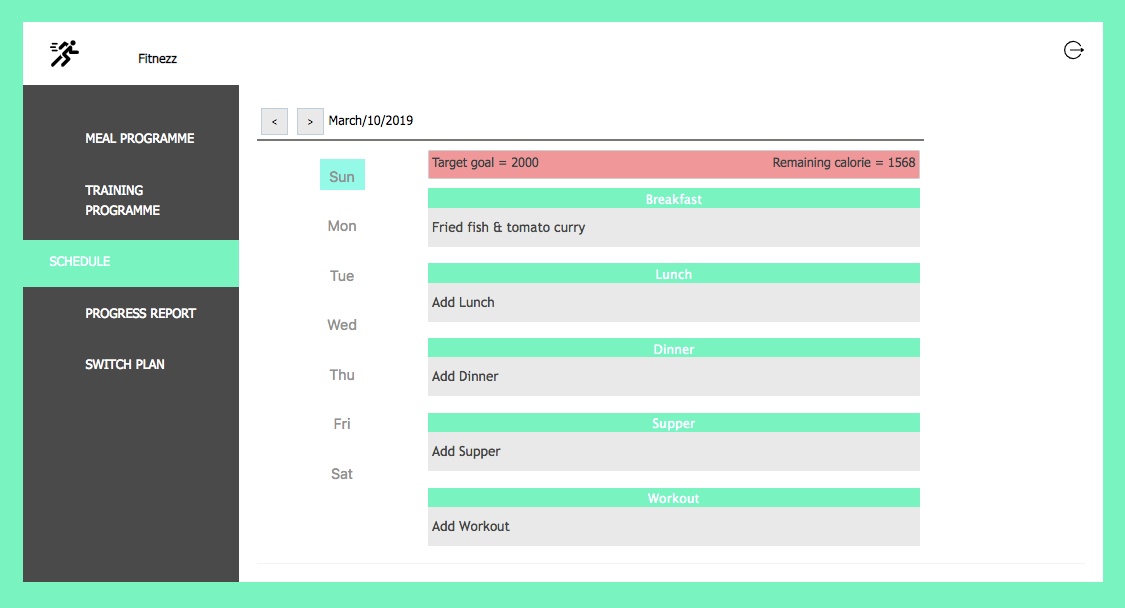 Fitnezz
MEAL PROGRAMME
TRAINING
PROGRAMME
SCHEDULE
PROGRESS REPORT
SWITCH PLAN
< > March/10/2019
Sun
Mon
Tue
Wed
Thu
Fri
Sat
Target goal = 2000 Remaining calorie = 1568
Breakfast
Fried fish & tomato curry
Lunch
Add Lunch
Dinner
Add Dinner
Supper
Add Supper
Workout
Add Workout